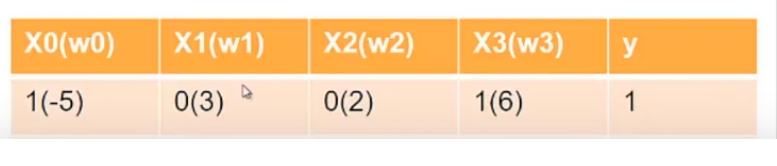 X0(w0) X1(w1) X2(w2) X3(w3) y
1(-5) 0(3) 0(2) 1(6) 1